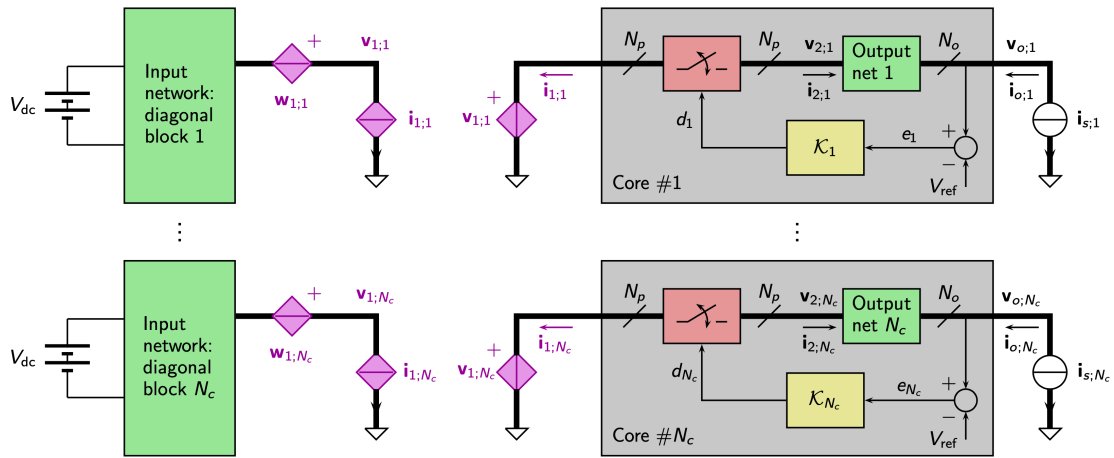 V_dc
Input
network:
diagonal
block 1
+
w_{1;1}
v_{1;1}
i_{1;1}
+
v_{1;1}
i_{1;1}
N_p
N_p
v_{2;1}
i_{2;1}
Output
net 1
N_o
v_{o;1}
i_{o;1}
i_{s;1}
d_1
𝒦_1
e_1
+
−
V_ref
Core #1
⋮
⋮
V_dc
Input
network:
diagonal
block N_c
+
w_{1;N_c}
v_{1;N_c}
i_{1;N_c}
+
v_{1;N_c}
i_{1;N_c}
N_p
N_p
v_{2;N_c}
i_{2;N_c}
Output
net N_c
N_o
v_{o;N_c}
i_{o;N_c}
i_{s;N_c}
d_{N_c}
𝒦_{N_c}
e_{N_c}
+
−
V_ref
Core #N_c